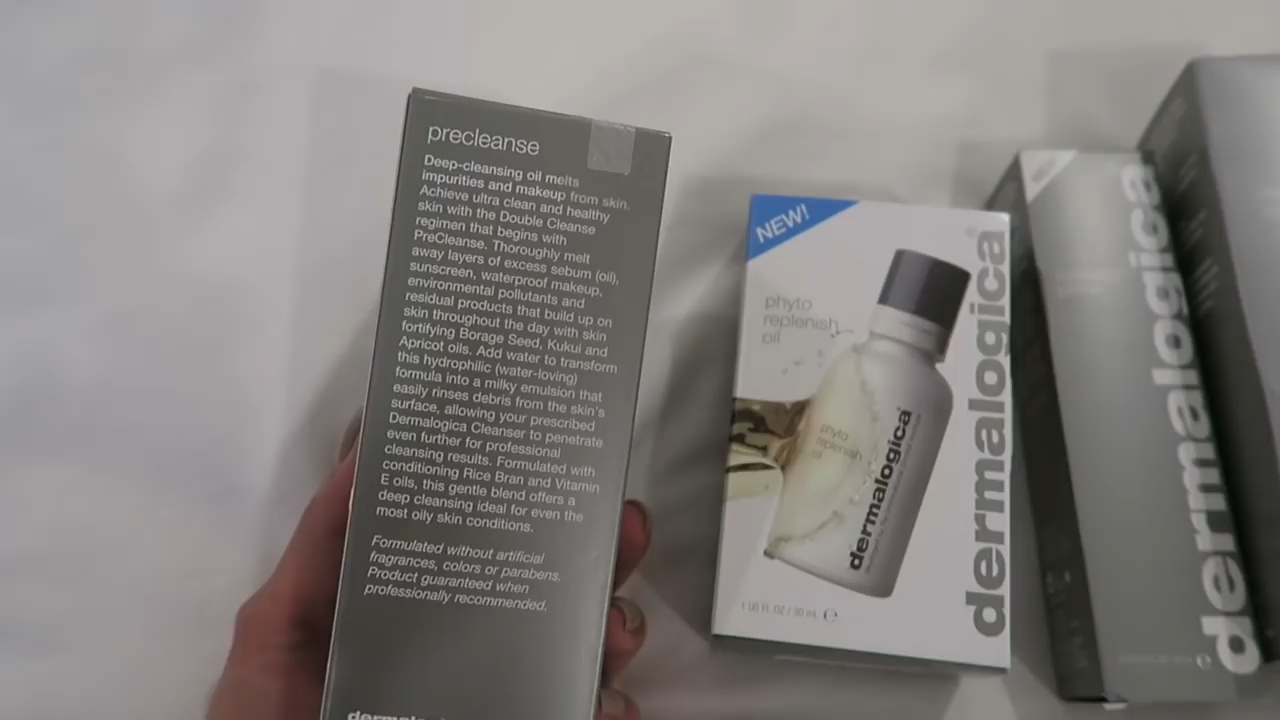 precleanse
Deep-cleansing oil melts
impurities and makeup from skin.
Achieve ultra clean and healthy
skin with the Double Cleanse
regimen that begins with
PreCleanse. Thoroughly melt
away layers of excess sebum (oil),
sunscreen, waterproof makeup,
environmental pollutants and
residual products that build up on
skin throughout the day with skin
fortifying Borage Seed, Kukui and
Apricot oils. Add water to transform
this hydrophilic (water-loving)
formula into a milky emulsion that
easily rinses debris from the skin's
surface, allowing your prescribed
Dermalogica Cleanser to penetrate
even further for professional
cleansing results. Formulated with
conditioning Rice Bran and Vitamin
E oils, this gentle blend offers a
deep cleansing ideal for even the
most oily skin conditions.
Formulated without artificial
fragrances, colors or parabens.
Product guaranteed when
professionally recommended.
NEW!
phyto
replenish
oil
phyto
replenish
oil
dermalogica®
dermalogica®
dermalogica